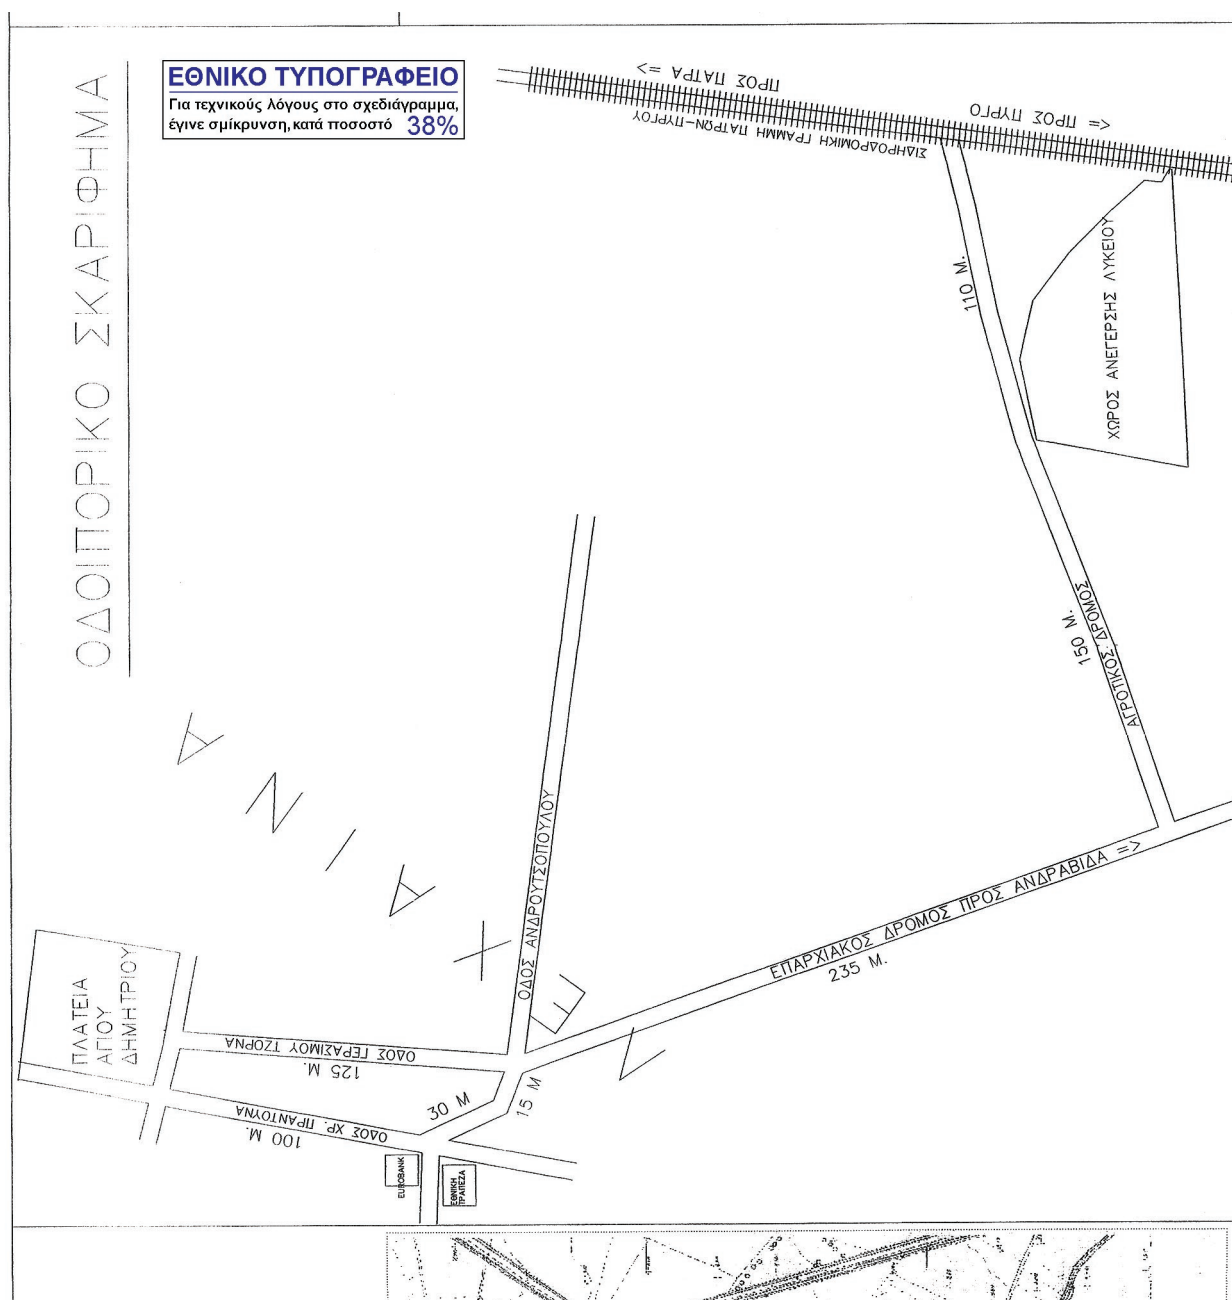 ΟΔΟΙΠΟΡΙΚΟ ΣΚΑΡΙΦΗΜΑ
ΕΘΝΙΚΟ ΤΥΠΟΓΡΑΦΕΙΟ
Για τεχνικούς λόγους στο σχεδιάγραμμα,
έγινε σμίκρυνση, κατά ποσοστό 38%
ΠΡΟΣ ΠΑΤΡΑ =>
<= ΠΡΟΣ ΠΥΡΓΟ
ΣΙΔΗΡΟΔΡΟΜΙΚΗ ΓΡΑΜΜΗ ΠΑΤΡΩΝ-ΠΥΡΓΟΥ
110 Μ.
ΧΩΡΟΣ ΑΝΕΓΕΡΣΗΣ ΛΥΚΕΙΟΥ
150 Μ.
ΑΓΡΟΤΙΚΟΣ ΔΡΟΜΟΣ
ΛΕΧΑΙΝΑ
ΟΔΟΣ ΑΝΔΡΟΥΤΣΟΠΟΥΛΟΥ
ΕΠΑΡΧΙΑΚΟΣ ΔΡΟΜΟΣ ΠΡΟΣ ΑΝΔΡΑΒΙΔΑ =>
235 Μ.
ΠΛΑΤΕΙΑ
ΑΓΙΟΥ
ΔΗΜΗΤΡΙΟΥ
ΟΔΟΣ ΓΕΡΑΣΙΜΟΥ ΤΖΟΡΝΑ
125 Μ.
30 Μ
15 Μ
ΟΔΟΣ ΧΡ. ΠΡΑΝΤΟΥΝΑ
100 Μ.
EUROBANK
ΕΘΝΙΚΗ
ΤΡΑΠΕΖΑ